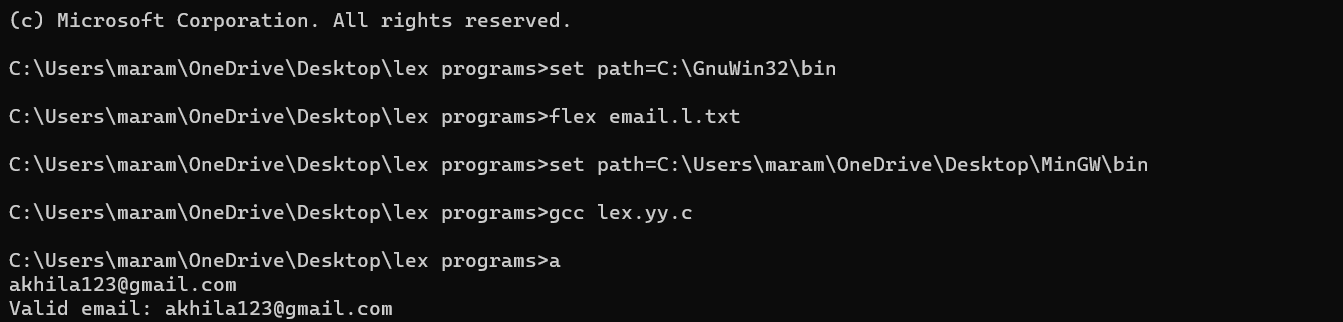 (c) Microsoft Corporation. All rights reserved.
C:\Users\maram\OneDrive\Desktop\lex programs>set path=C:\GnuWin32\bin
C:\Users\maram\OneDrive\Desktop\lex programs>flex email.l.txt
C:\Users\maram\OneDrive\Desktop\lex programs>set path=C:\Users\maram\OneDrive\Desktop\MinGW\bin
C:\Users\maram\OneDrive\Desktop\lex programs>gcc lex.yy.c
C:\Users\maram\OneDrive\Desktop\lex programs>a
akhila123@gmail.com
Valid email: akhila123@gmail.com